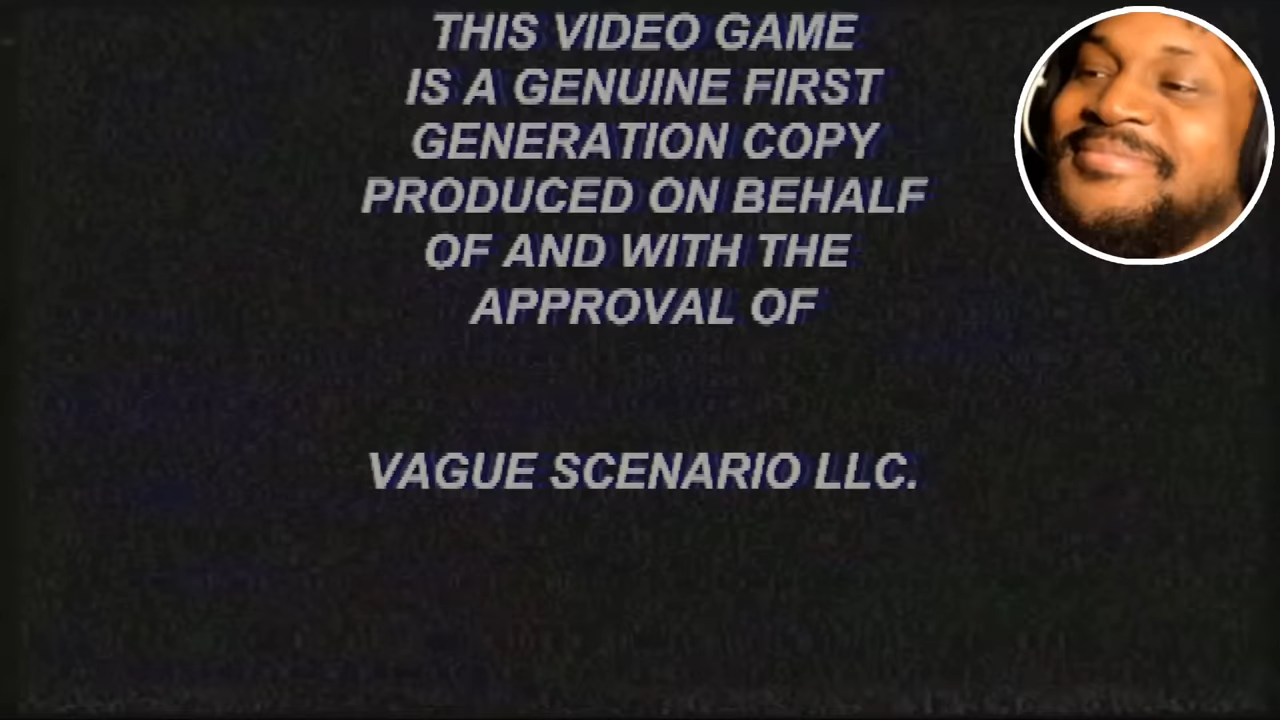 THIS VIDEO GAME
IS A GENUINE FIRST
GENERATION COPY
PRODUCED ON BEHALF
OF AND WITH THE
APPROVAL OF
VAGUE SCENARIO LLC.